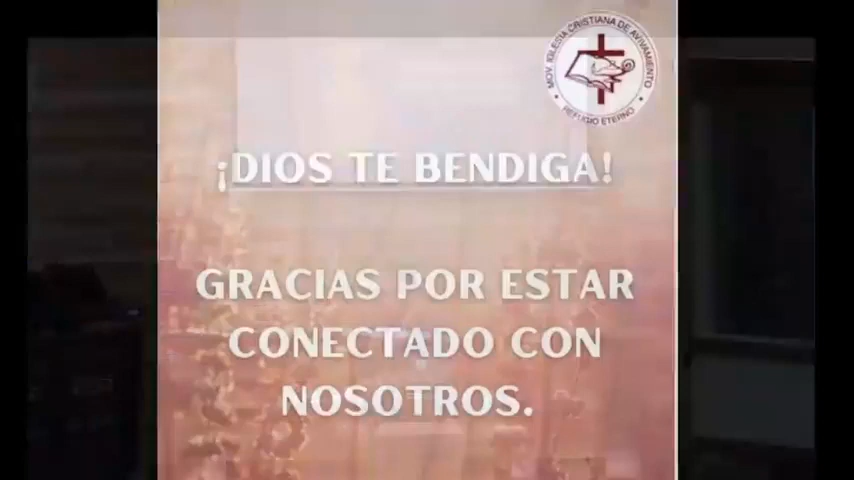 MOV. IGLESIA CRISTIANA DE AVIVAMIENTO
REFUGIO ETERNO
¡DIOS TE BENDIGA!
GRACIAS POR ESTAR
CONECTADO CON
NOSOTROS.